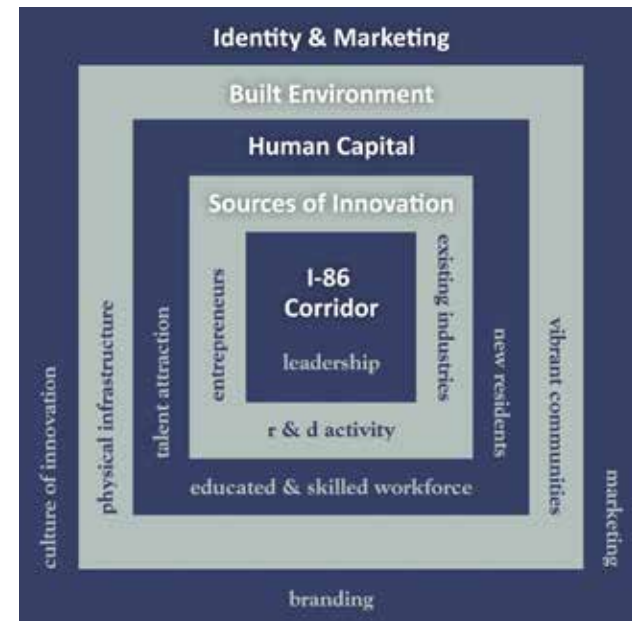 Identity & Marketing
Built Environment
Human Capital
Sources of Innovation
I-86
Corridor
leadership
entrepreneurs
existing industries
r & d activity
talent attraction
new residents
educated & skilled workforce
physical infrastructure
vibrant communities
culture of innovation
marketing
branding